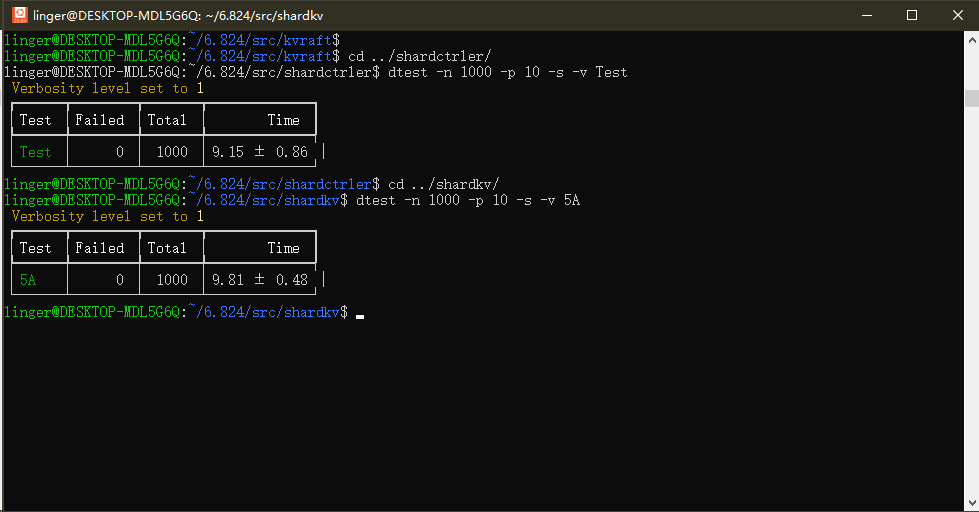 linger@DESKTOP-MDL5G6Q: ~/6.824/src/shardkv
linger@DESKTOP-MDL5G6Q:~/6.824/src/kvraft$
linger@DESKTOP-MDL5G6Q:~/6.824/src/kvraft$ cd ../shardctrler/
linger@DESKTOP-MDL5G6Q:~/6.824/src/shardctrler$ dtest -n 1000 -p 10 -s -v Test
Verbosity level set to 1
Test Failed Total Time
Test 0 1000 9.15 ± 0.86
linger@DESKTOP-MDL5G6Q:~/6.824/src/shardctrler$ cd ../shardkv/
linger@DESKTOP-MDL5G6Q:~/6.824/src/shardkv$ dtest -n 1000 -p 10 -s -v 5A
Verbosity level set to 1
Test Failed Total Time
5A 0 1000 9.81 ± 0.48
linger@DESKTOP-MDL5G6Q:~/6.824/src/shardkv$